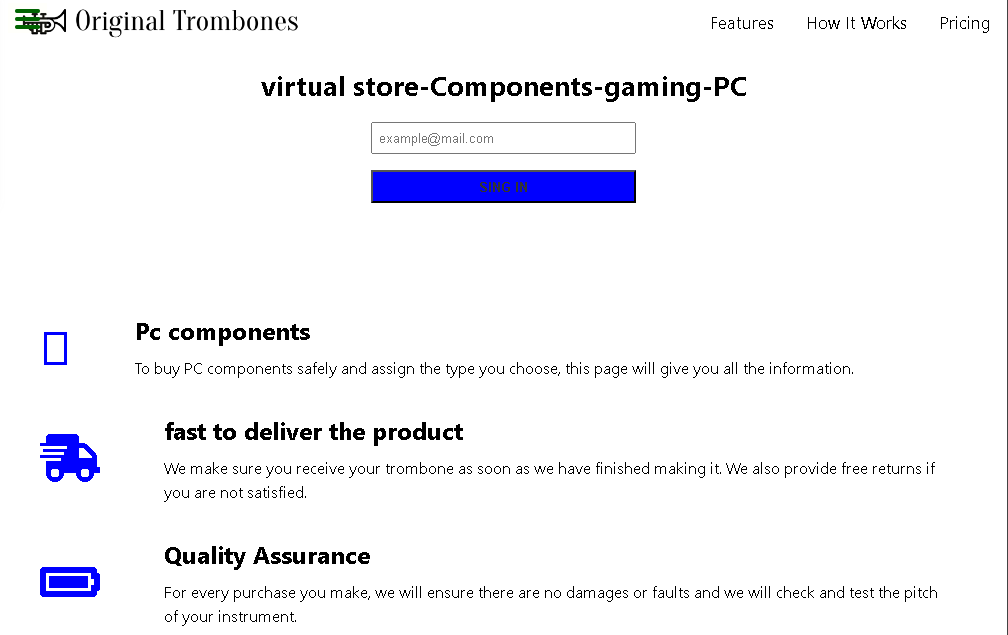 Original Trombones
Features How It Works Pricing
virtual store-Components-gaming-PC
example@mail.com
SING IN
Pc components
To buy PC components safely and assign the type you choose, this page will give you all the information.
fast to deliver the product
We make sure you receive your trombone as soon as we have finished making it. We also provide free returns if
you are not satisfied.
Quality Assurance
For every purchase you make, we will ensure there are no damages or faults and we will check and test the pitch
of your instrument.